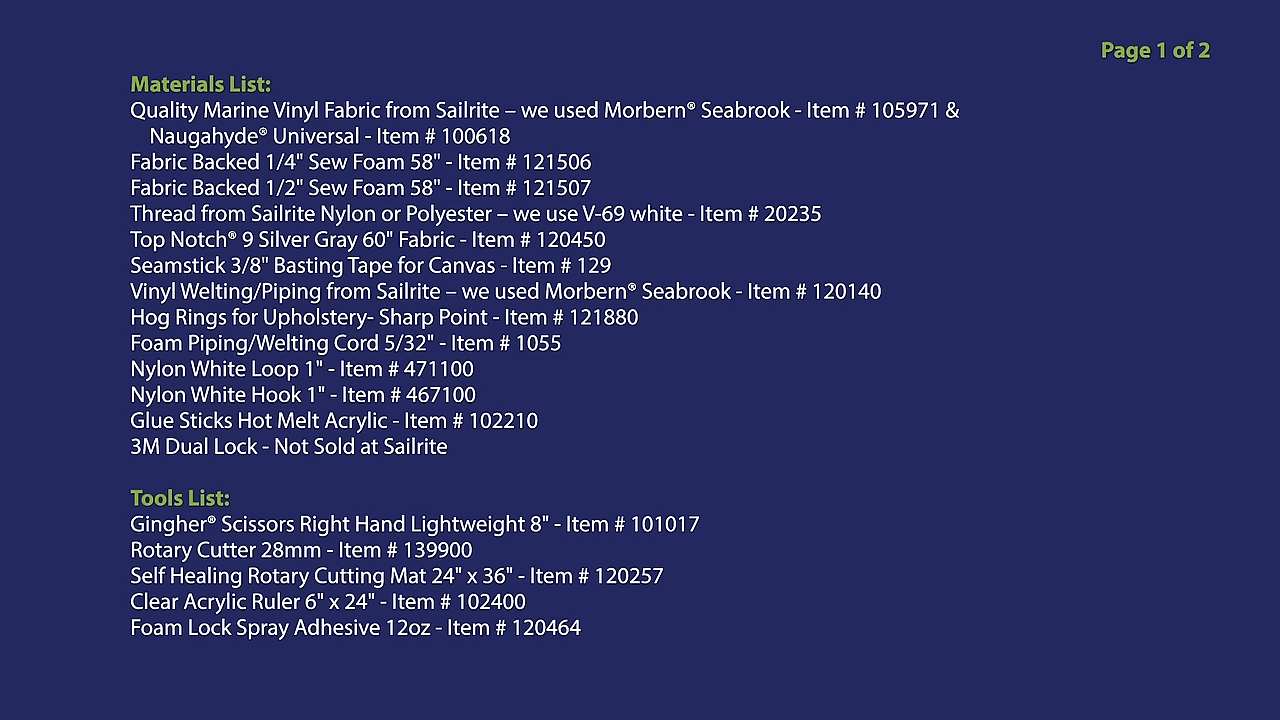 Page 1 of 2
Materials List:
Quality Marine Vinyl Fabric from Sailrite – we used Morbern® Seabrook - Item # 105971 &
Naugahyde® Universal - Item # 100618
Fabric Backed 1/4" Sew Foam 58" - Item # 121506
Fabric Backed 1/2" Sew Foam 58" - Item # 121507
Thread from Sailrite Nylon or Polyester – we use V-69 white - Item # 20235
Top Notch® 9 Silver Gray 60" Fabric - Item # 120450
Seamstick 3/8" Basting Tape for Canvas - Item # 129
Vinyl Welting/Piping from Sailrite – we used Morbern® Seabrook - Item # 120140
Hog Rings for Upholstery- Sharp Point - Item # 121880
Foam Piping/Welting Cord 5/32" - Item # 1055
Nylon White Loop 1" - Item # 471100
Nylon White Hook 1" - Item # 467100
Glue Sticks Hot Melt Acrylic - Item # 102210
3M Dual Lock - Not Sold at Sailrite
Tools List:
Gingher® Scissors Right Hand Lightweight 8" - Item # 101017
Rotary Cutter 28mm - Item # 139900
Self Healing Rotary Cutting Mat 24" x 36" - Item # 120257
Clear Acrylic Ruler 6" x 24" - Item # 102400
Foam Lock Spray Adhesive 12oz - Item # 120464